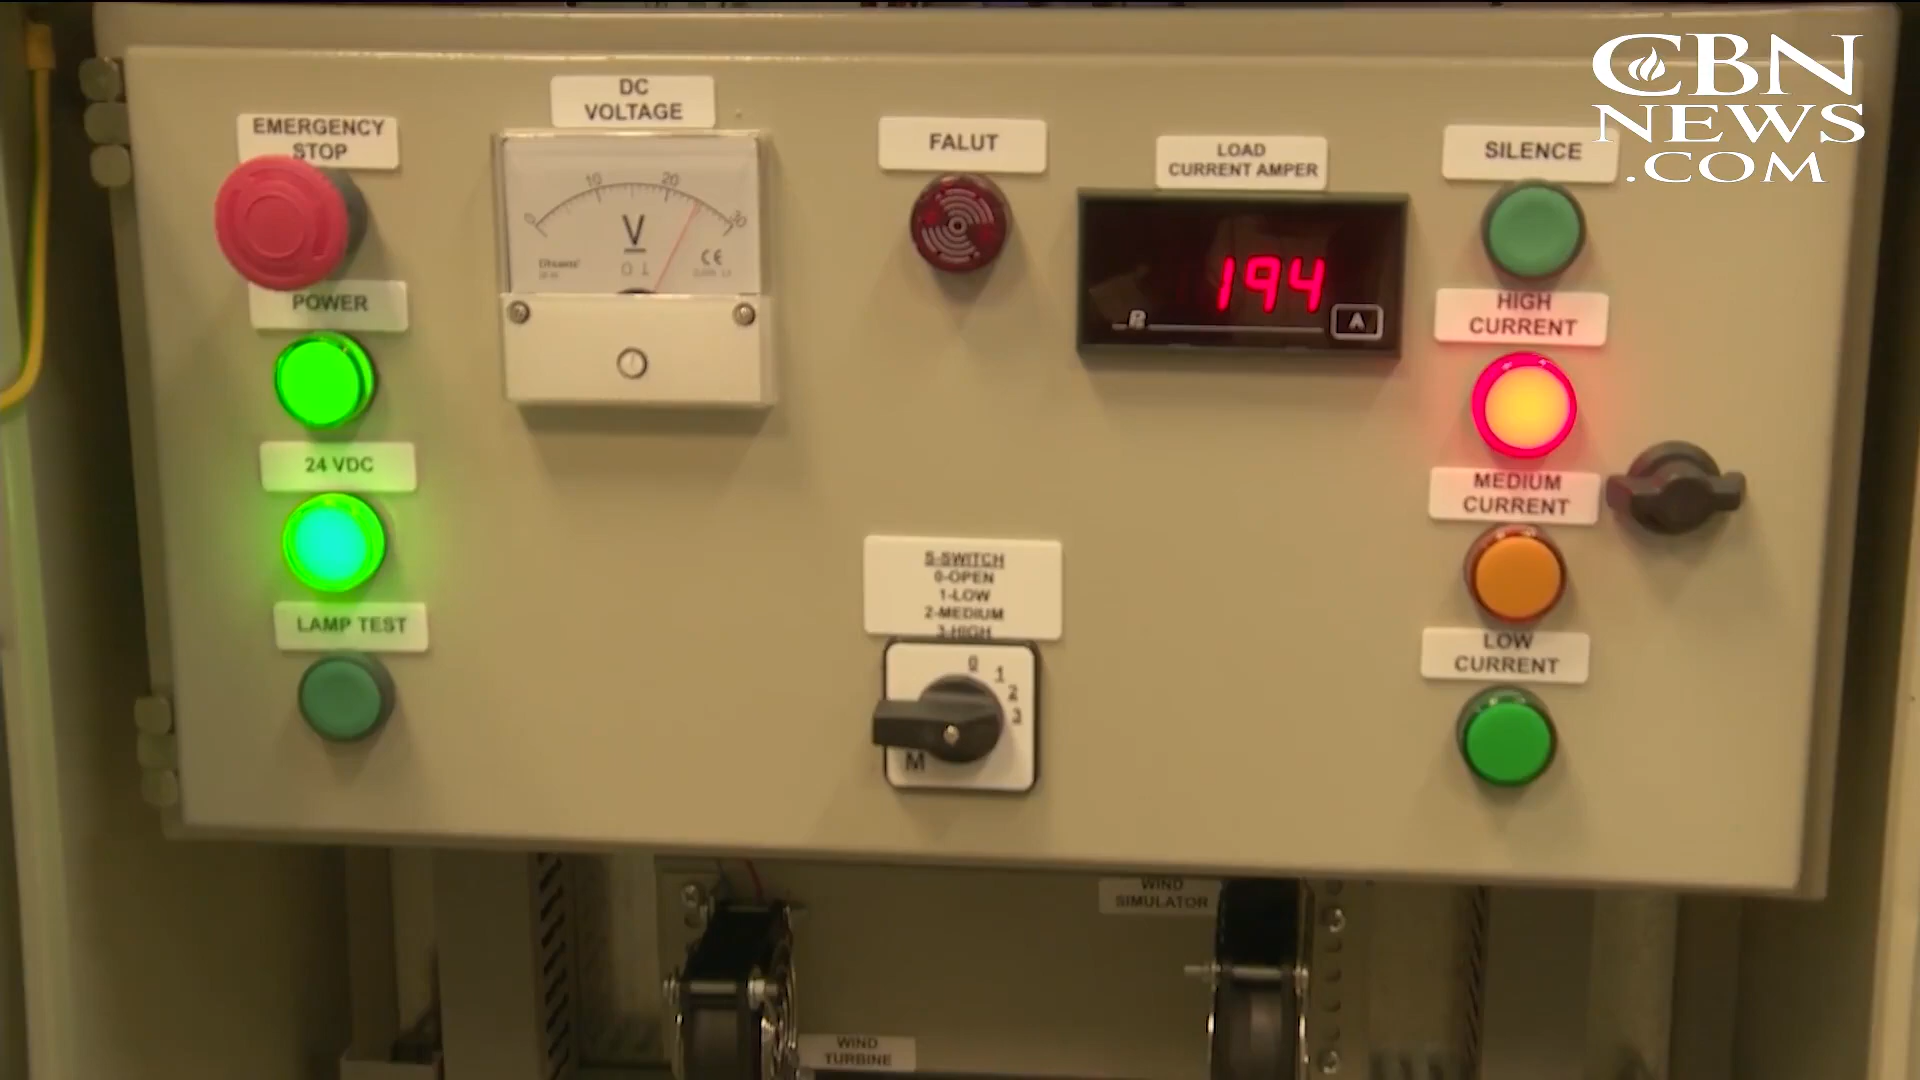 CBN
NEWS
.COM
EMERGENCY
STOP
DC
VOLTAGE
FALUT
LOAD
CURRENT AMPER
SILENCE
0
10
20
30
V
CE
194
A
POWER
HIGH
CURRENT
24 VDC
MEDIUM
CURRENT
S-SWITCH
0-OPEN
1-LOW
2-MEDIUM
3-HIGH
LAMP TEST
LOW
CURRENT
0
1
2
3
M
WIND
SIMULATOR
WIND
TURBINE